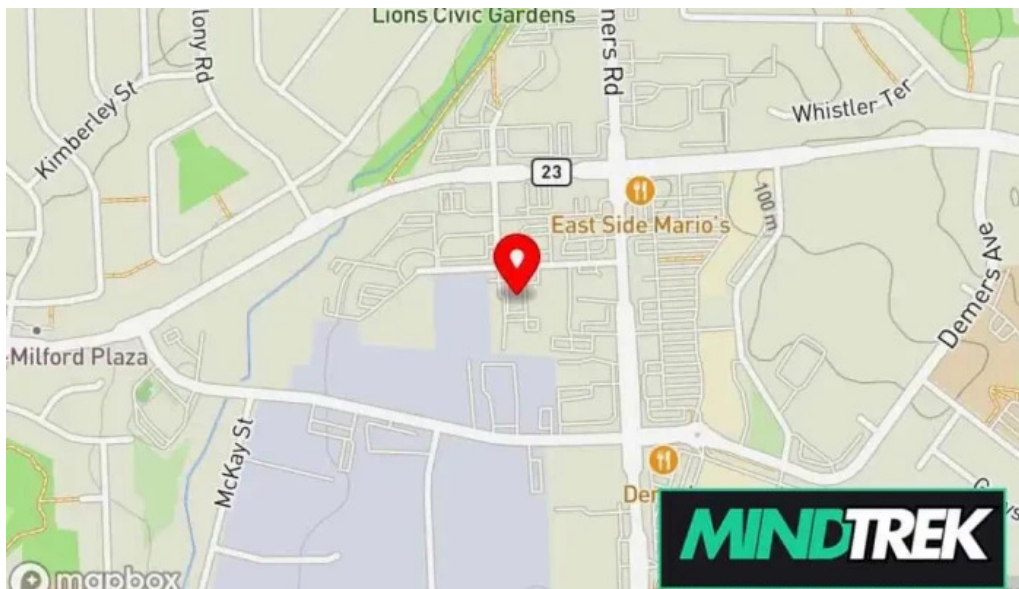 Lions Civic Gardens
lony Rd
ners Rd
Kimberley St
Whistler Ter
23
100 m
East Side Mario's
Demers Ave
Milford Plaza
McKay St
Der
MINDTREK
mapbox